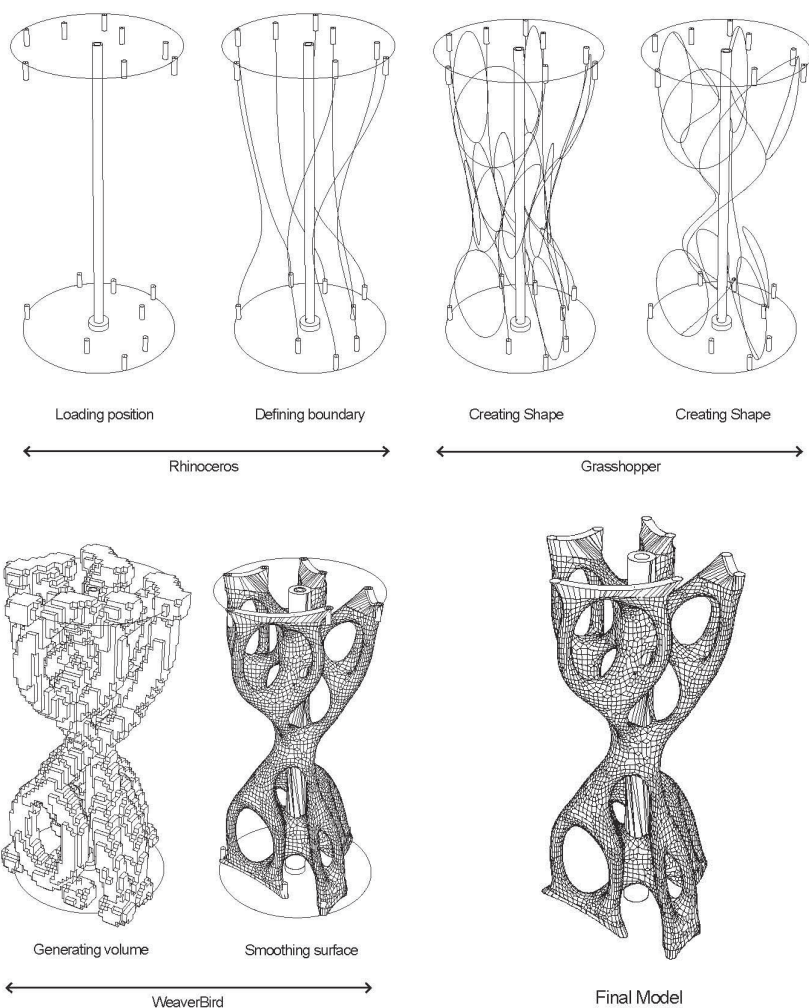 Loading position
Defining boundary
Creating Shape
Creating Shape
Rhinoceros
Grasshopper
Generating volume
Smoothing surface
WeaverBird
Final Model